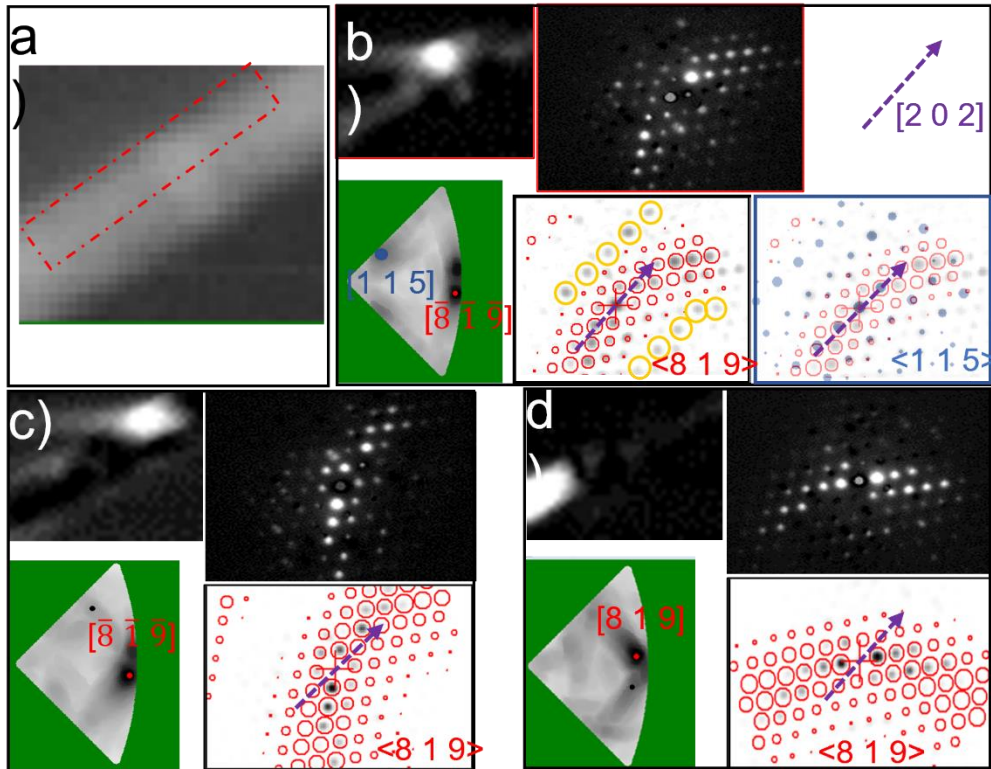 a
)
b
)
[2 0 2]
[1 1 5]
[8̅ 1̅ 9̅]
<8 1 9>
<1 1 5>
c)
[8̅ 1̅ 9̅]
<8 1 9>
d
)
[8 1 9]
<8 1 9>